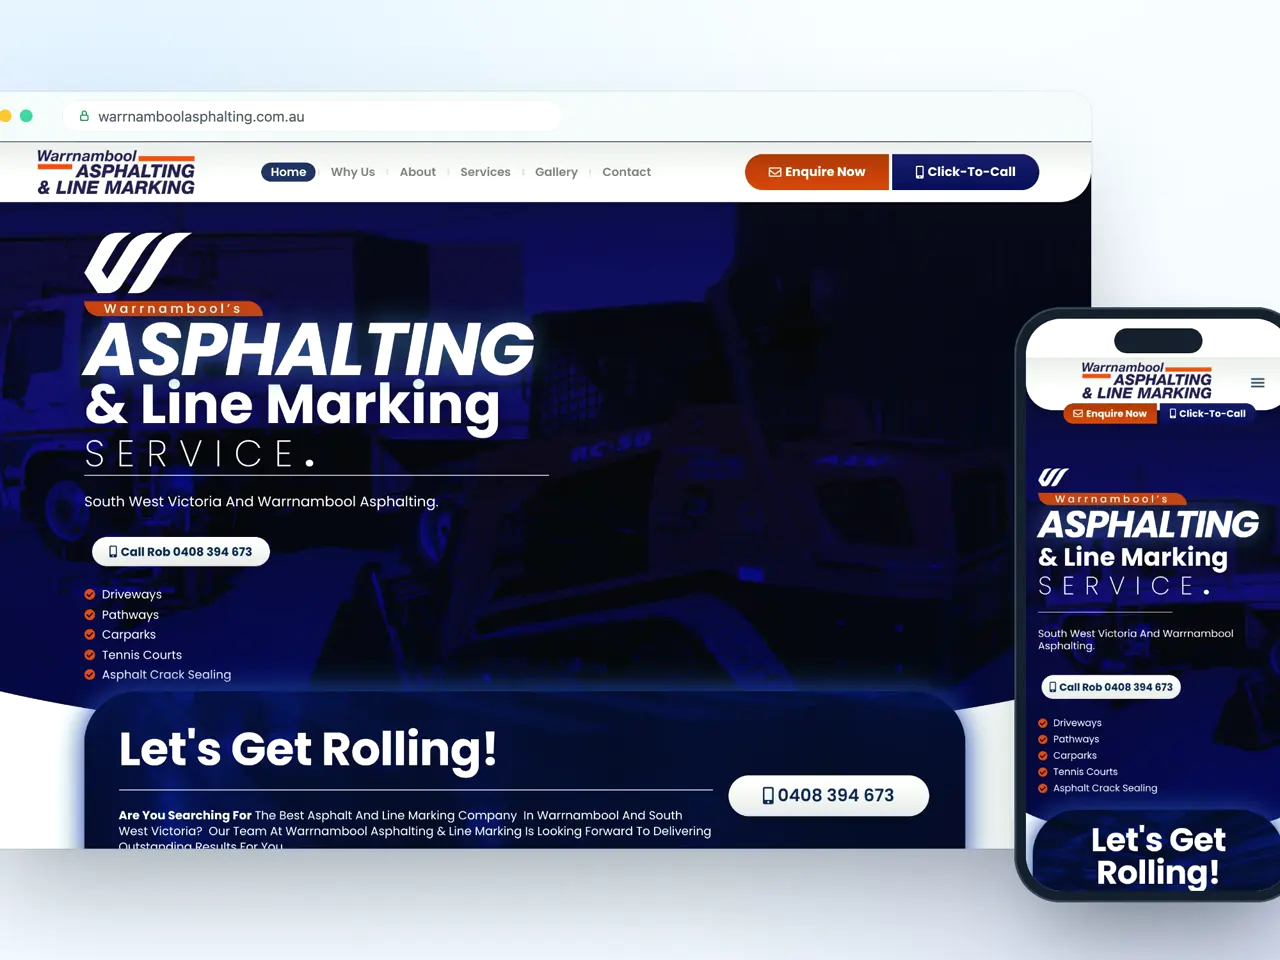 warrnamboolasphalting.com.au
Warrnambool
ASPHALTING
& LINE MARKING
Home
Why Us
About
Services
Gallery
Contact
Enquire Now
Click-To-Call
Warrnambool's
ASPHALTING
& Line Marking
SERVICE.
South West Victoria And Warrnambool Asphalting.
Call Rob 0408 394 673
Driveways
Pathways
Carparks
Tennis Courts
Asphalt Crack Sealing
RC-50
Let's Get Rolling!
Are You Searching For The Best Asphalt And Line Marking Company In Warrnambool And South
West Victoria? Our Team At Warrnambool Asphalting & Line Marking Is Looking Forward To Delivering
Outstanding Results For You
0408 394 673
Warrnambool
ASPHALTING
& LINE MARKING
Enquire Now
Click-To-Call
Warrnambool's
ASPHALTING
& Line Marking
SERVICE.
South West Victoria And Warrnambool
Asphalting.
Call Rob 0408 394 673
Driveways
Pathways
Carparks
Tennis Courts
Asphalt Crack Sealing
Let's Get
Rolling!